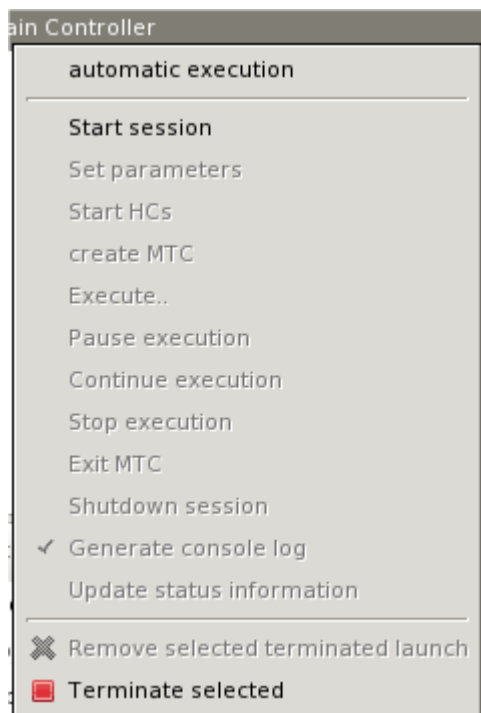 ain Controller
automatic execution
Start session
Set parameters
Start HCs
create MTC
Execute..
Pause execution
Continue execution
Stop execution
Exit MTC
Shutdown session
Generate console log
Update status information
Remove selected terminated launch
Terminate selected